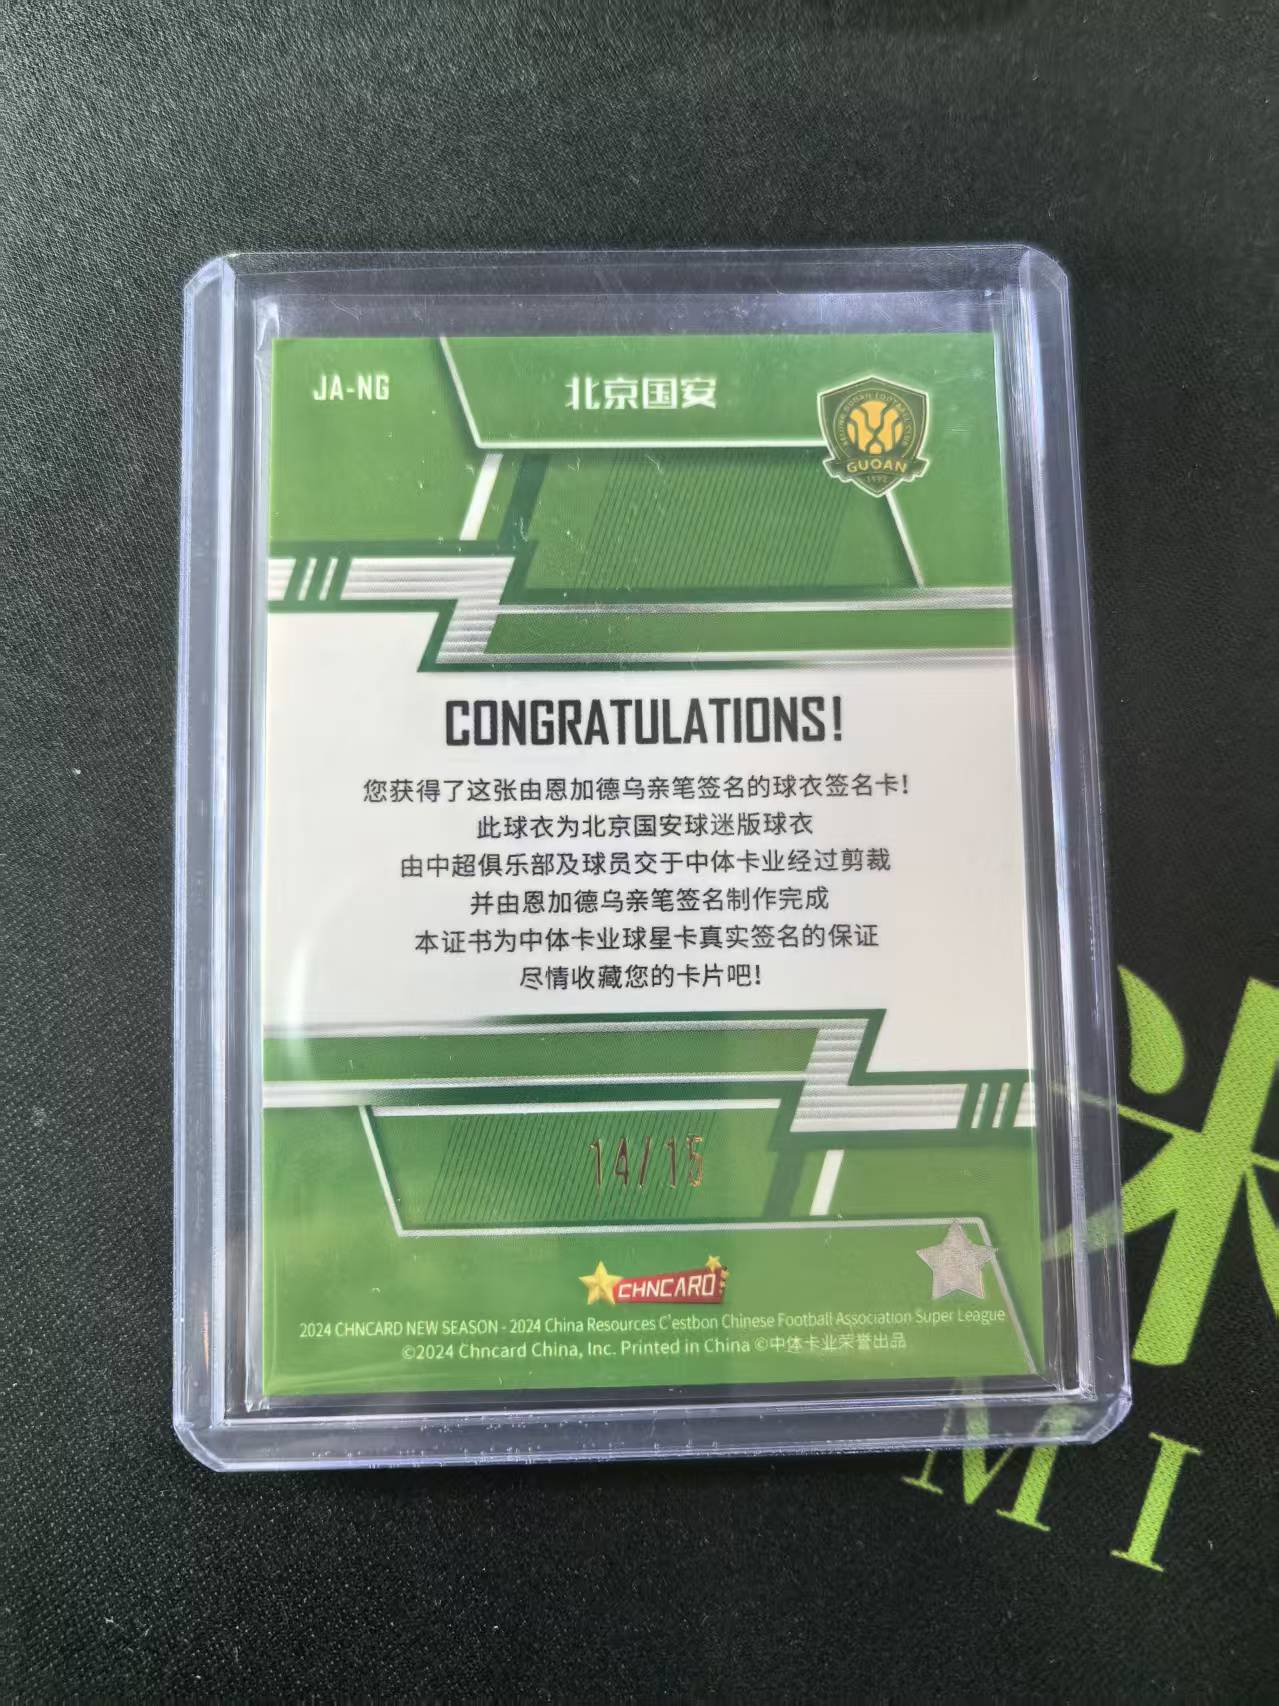 JA-NG
北京国安
BEIJING GUOAN FOOTBALL CLUB
GUOAN
1992
CONGRATULATIONS!
您获得了这张由恩加德乌亲笔签名的球衣签名卡!
此球衣为北京国安球迷版球衣
由中超俱乐部及球员交于中体卡业经过剪裁
并由恩加德乌亲笔签名制作完成
本证书为中体卡业球星卡真实签名的保证
尽情收藏您的卡片吧!
14/15
CHNCARD
2024 CHNCARD NEW SEASON - 2024 China Resources C'estbon Chinese Football Association Super League
©2024 Chncard China, Inc. Printed in China ©中体卡业荣誉出品
MI